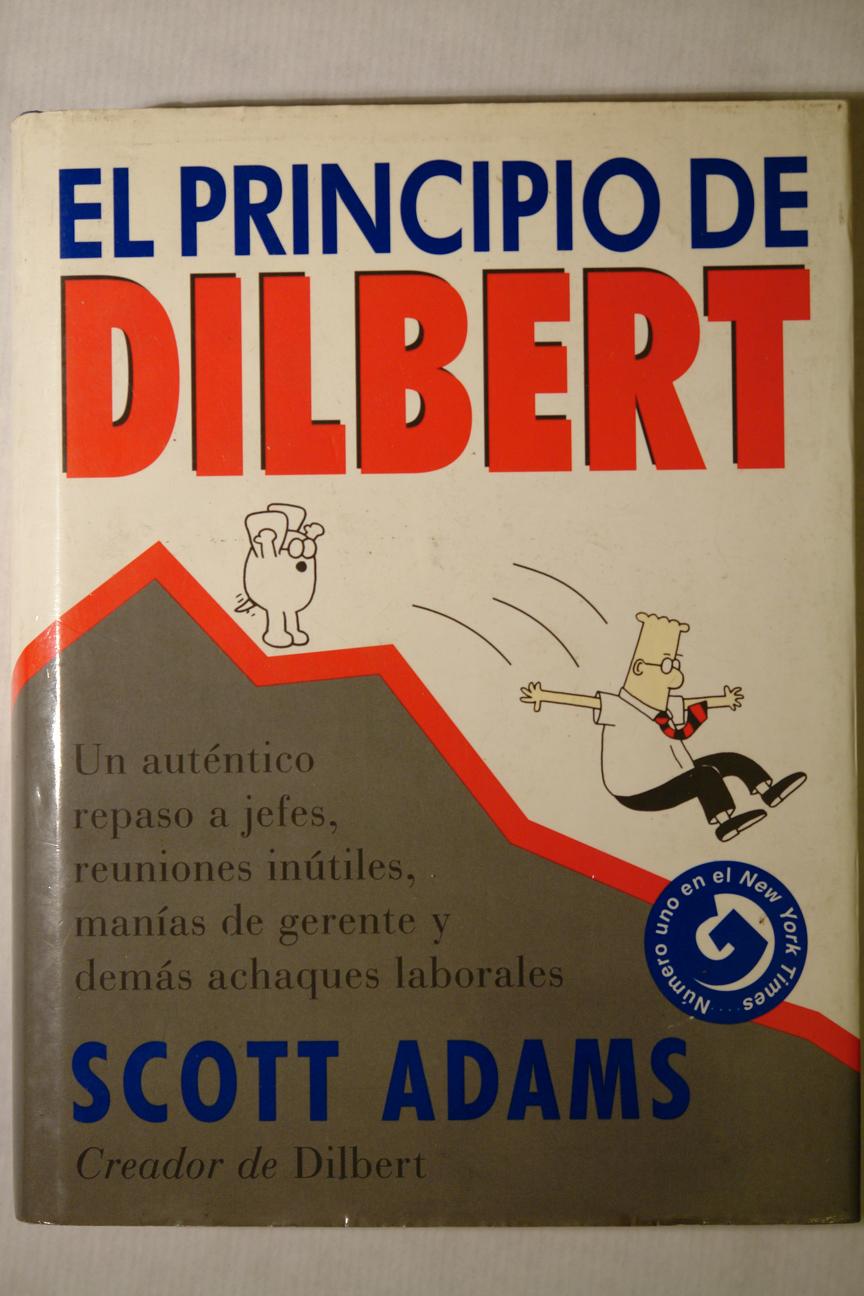 EL PRINCIPIO DE
DILBERT
Un auténtico
repaso a jefes,
reuniones inútiles,
manías de gerente y
demás achaques laborales
Número uno en el New York Times....
SCOTT ADAMS
Creador de Dilbert